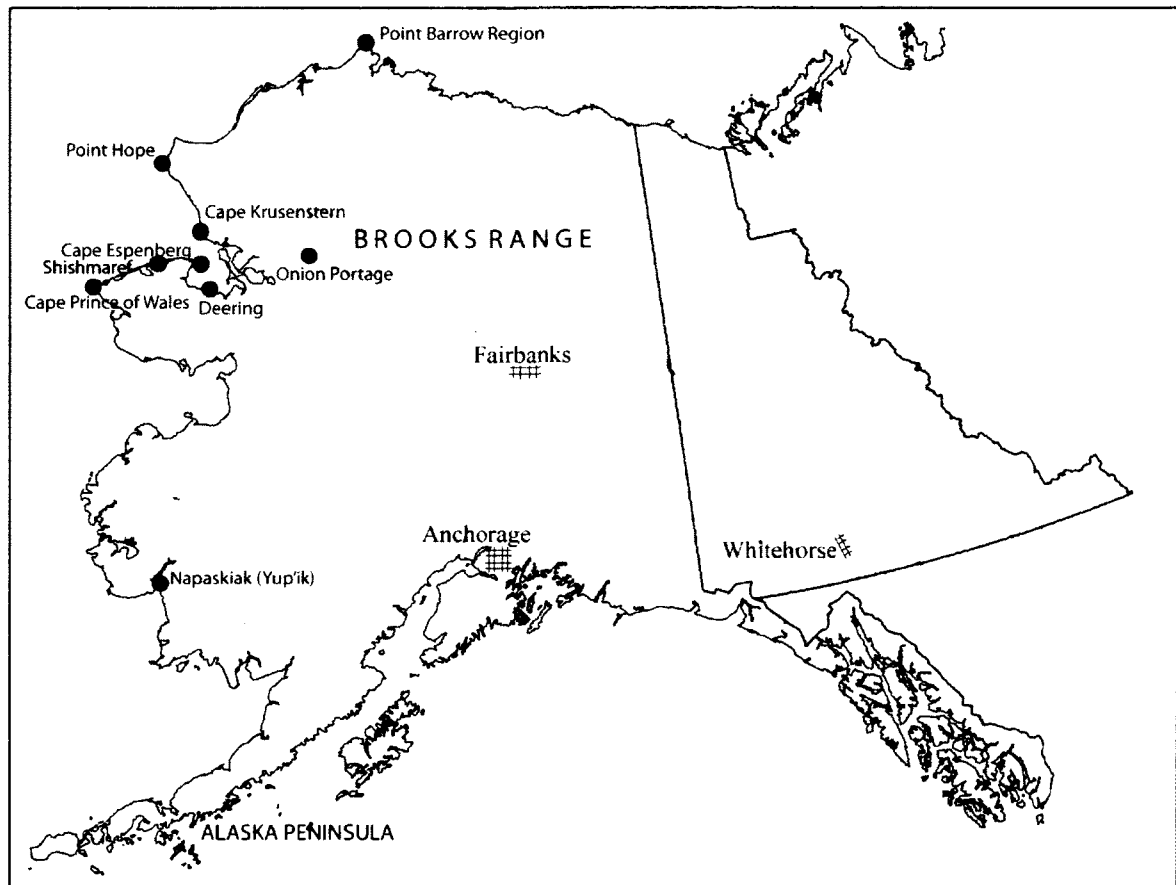 Point Barrow Region
Point Hope
Cape Krusenstern
BROOKS RANGE
Cape Espenberg
Shishmaref
Onion Portage
Cape Prince of Wales
Deering
Fairbanks
Anchorage
Whitehorse
Napaskiak (Yup'ik)
ALASKA PENINSULA